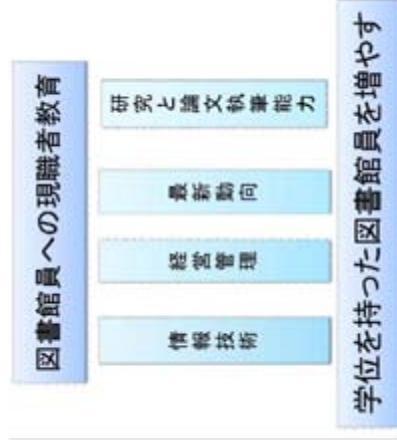 図書館員への現職者教育
情報技術
経営管理
最新動向
研究と論文執筆能力
学位を持った図書館員を増やす